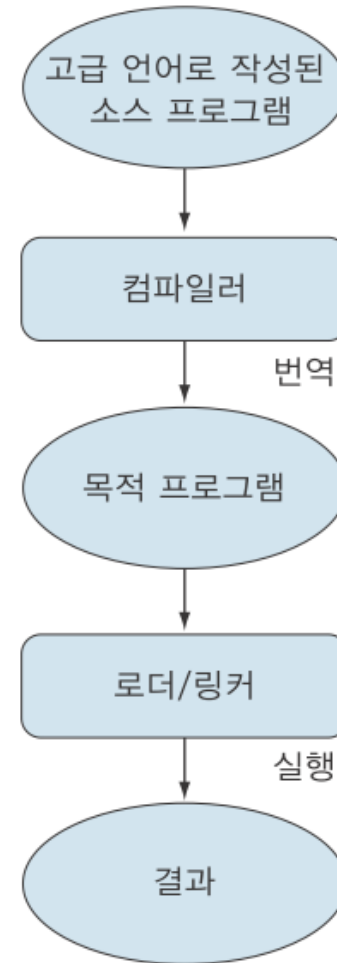 고급 언어로 작성된
소스 프로그램
컴파일러
번역
목적 프로그램
로더/링커
실행
결과